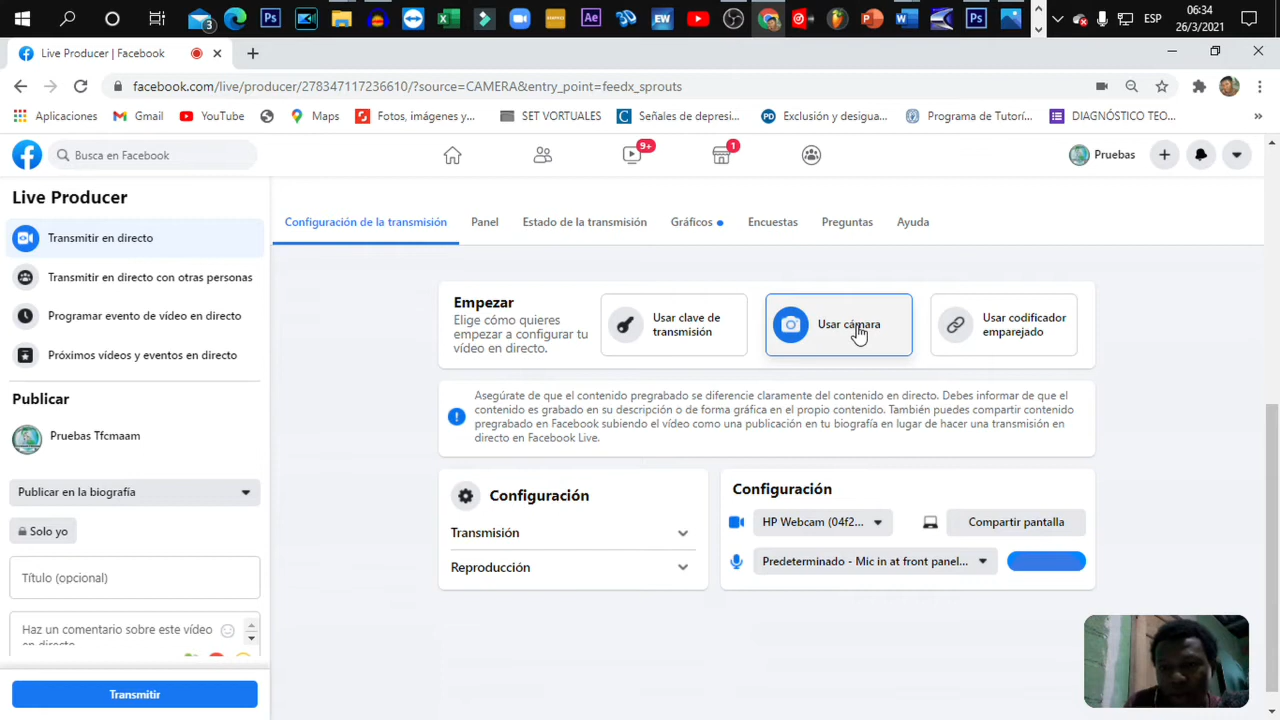 3
EW
ESP
06:34
26/3/2021
Live Producer | Facebook
facebook.com/live/producer/278347117236610/?source=CAMERA&entry_point=feedx_sprouts
Aplicaciones
Gmail
YouTube
Maps
Fotos, imágenes y...
SET VORTUALES
Señales de depresi...
Exclusión y desigua...
Programa de Tutorí...
DIAGNÓSTICO TEO...
Busca en Facebook
9+
1
Pruebas
Live Producer
Transmitir en directo
Transmitir en directo con otras personas
Programar evento de vídeo en directo
Próximos vídeos y eventos en directo
Publicar
Pruebas Tfcmaam
Publicar en la biografía
Solo yo
Título (opcional)
Haz un comentario sobre este vídeo
en directo
Transmitir
Configuración de la transmisión
Panel
Estado de la transmisión
Gráficos
Encuestas
Preguntas
Ayuda
Empezar
Elige cómo quieres
empezar a configurar tu
vídeo en directo.
Usar clave de
transmisión
Usar cámara
Usar codificador
emparejado
Asegúrate de que el contenido pregrabado se diferencie claramente del contenido en directo. Debes informar de que el
contenido es grabado en su descripción o de forma gráfica en el propio contenido. También puedes compartir contenido
pregrabado en Facebook subiendo el vídeo como una publicación en tu biografía en lugar de hacer una transmisión en
directo en Facebook Live.
Configuración
Transmisión
Reproducción
Configuración
HP Webcam (04f2...
Compartir pantalla
Predeterminado - Mic in at front panel...